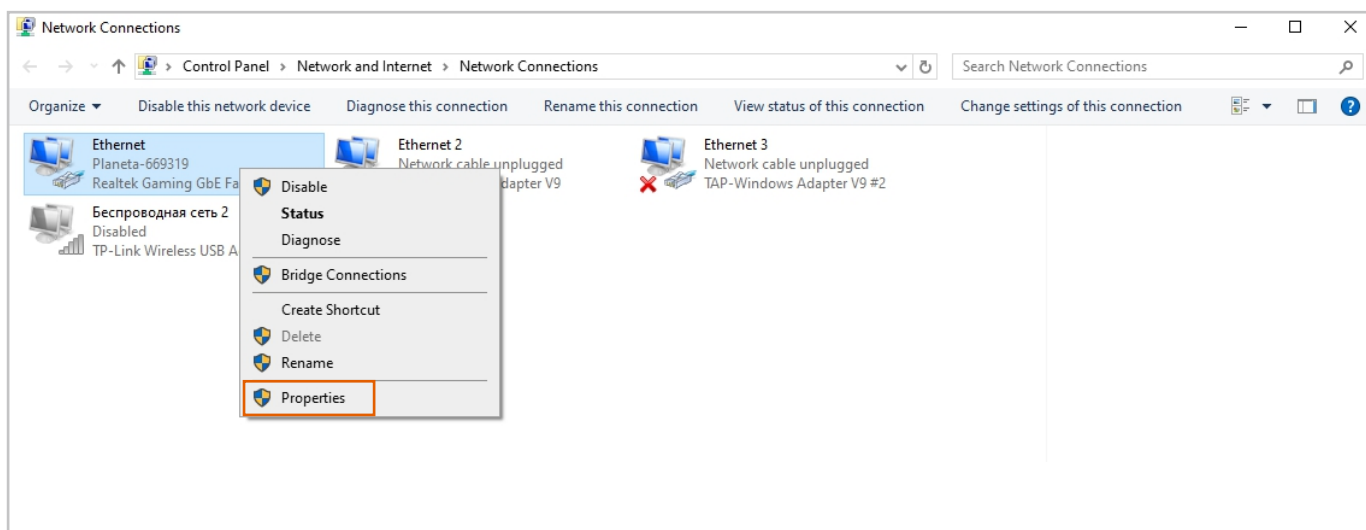 Network Connections
Control Panel > Network and Internet > Network Connections
Search Network Connections
Organize
Disable this network device
Diagnose this connection
Rename this connection
View status of this connection
Change settings of this connection
Ethernet
Planeta-669319
Realtek Gaming GbE Fa
Ethernet 2
Network cable unplugged
dapter V9
Ethernet 3
Network cable unplugged
TAP-Windows Adapter V9 #2
Беспроводная сеть 2
Disabled
TP-Link Wireless USB A
Disable
Status
Diagnose
Bridge Connections
Create Shortcut
Delete
Rename
Properties